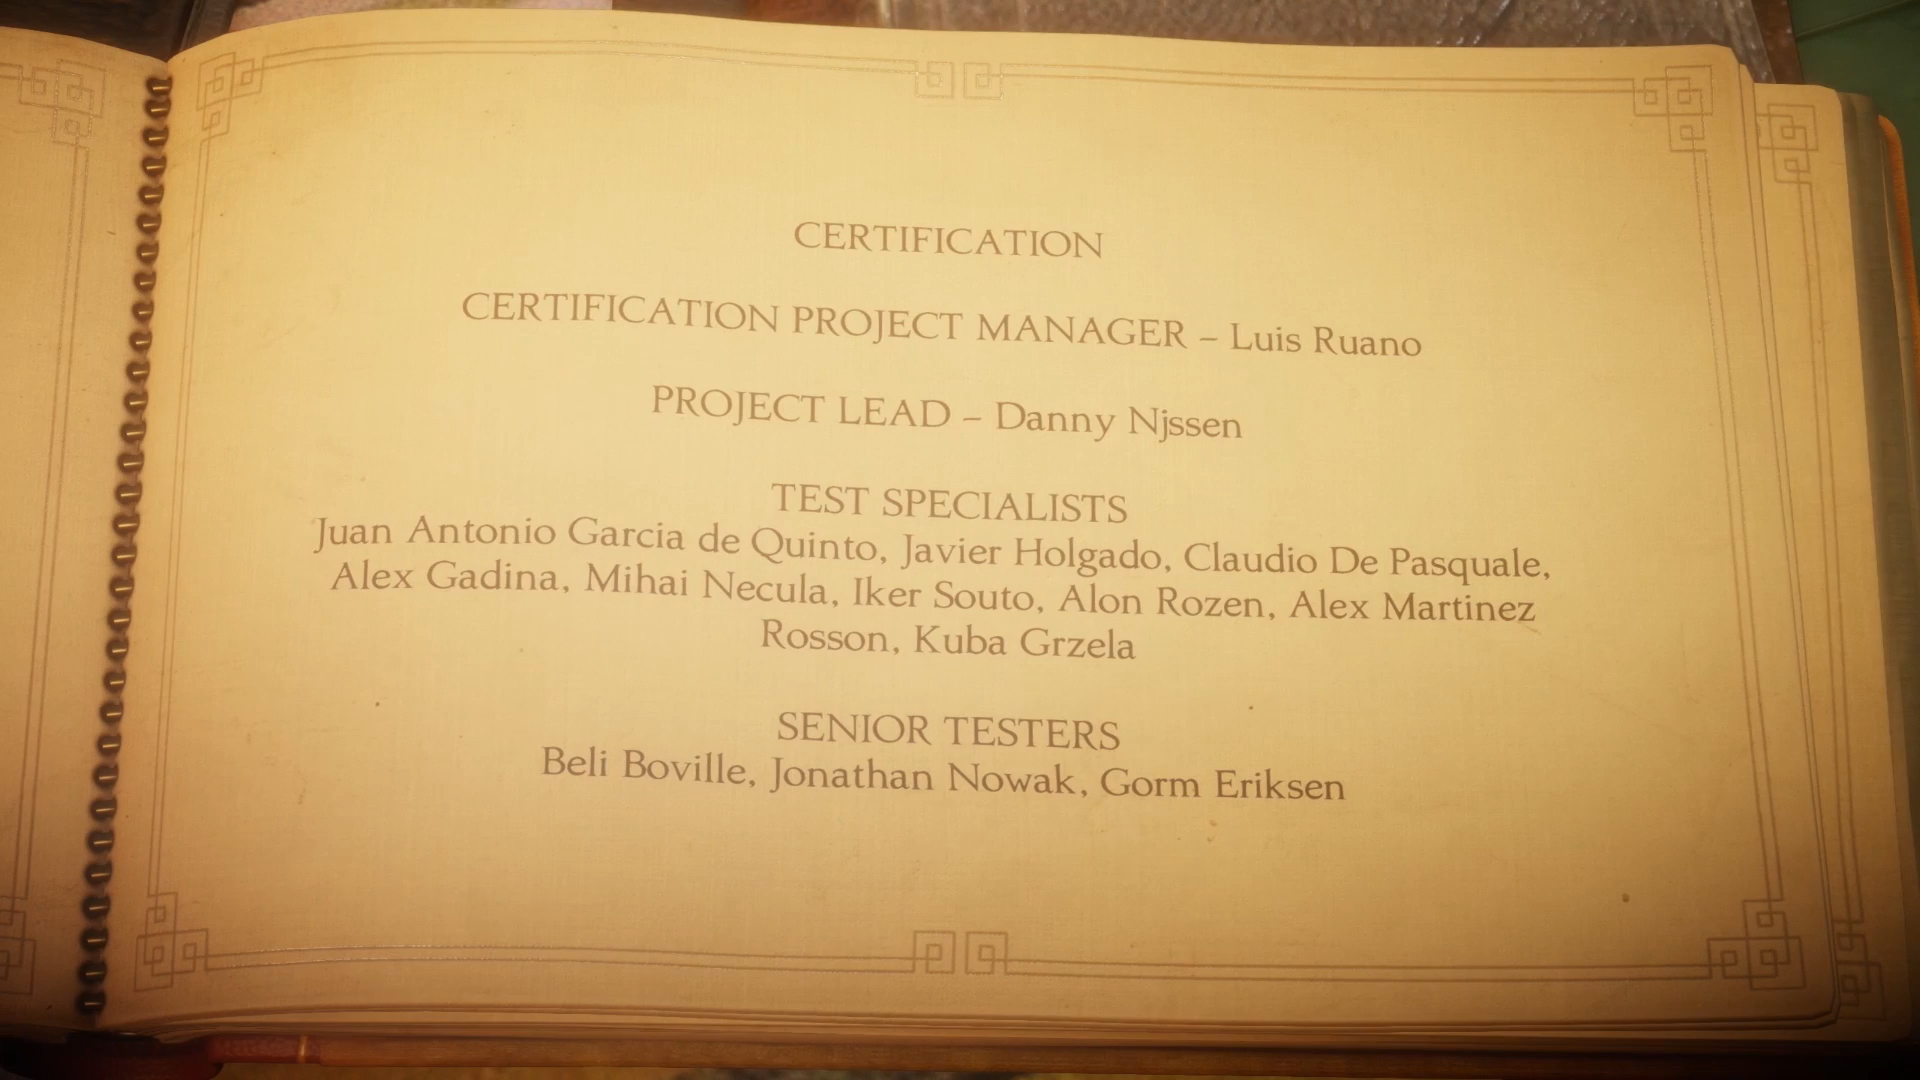 CERTIFICATION
CERTIFICATION PROJECT MANAGER – Luis Ruano
PROJECT LEAD – Danny Njssen
TEST SPECIALISTS
Juan Antonio Garcia de Quinto, Javier Holgado, Claudio De Pasquale,
Alex Gadina, Mihai Necula, Iker Souto, Alon Rozen, Alex Martinez
Rosson, Kuba Grzela
SENIOR TESTERS
Beli Boville, Jonathan Nowak, Gorm Eriksen